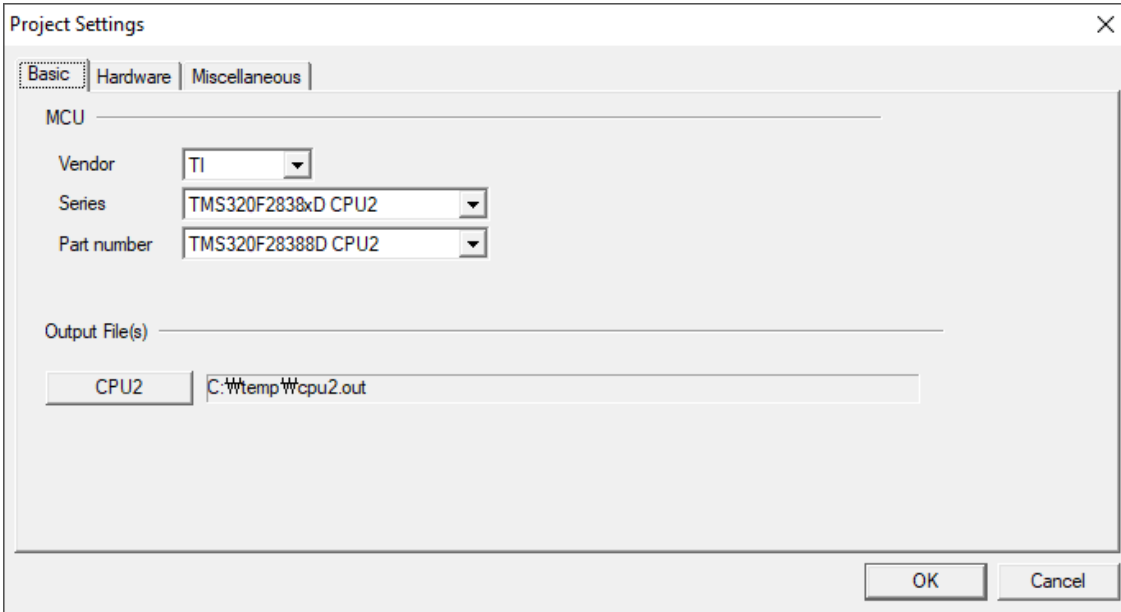 Project Settings
Basic Hardware Miscellaneous
MCU
Vendor TI
Series TMS320F2838xD CPU2
Part number TMS320F28388D CPU2
Output File(s)
CPU2 C:₩temp₩cpu2.out
OK Cancel